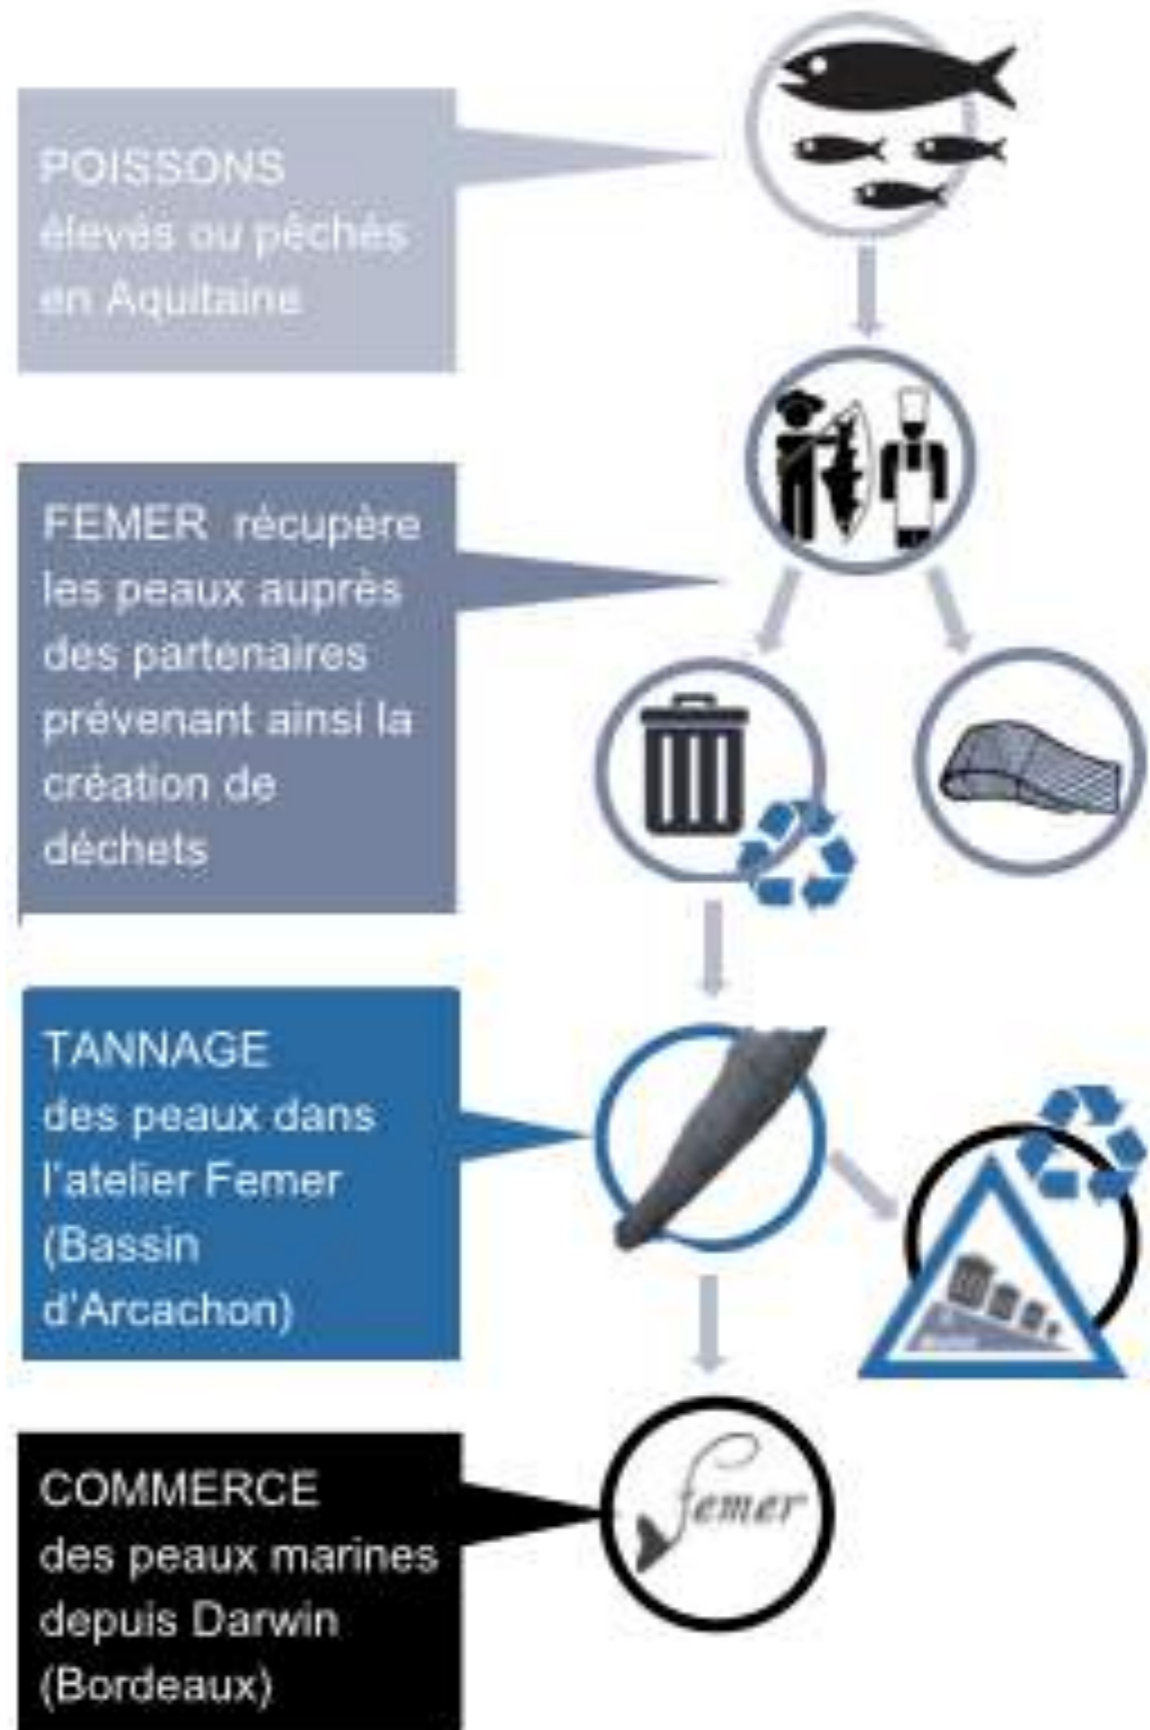 POISSONS
élevés ou pêchés
en Aquitaine
FEMER récupère
les peaux auprès
des partenaires
prévenant ainsi la
création de
déchets
TANNAGE
des peaux dans
l'atelier Femer
(Bassin
d'Arcachon)
COMMERCE
des peaux marines
depuis Darwin
(Bordeaux)
femer